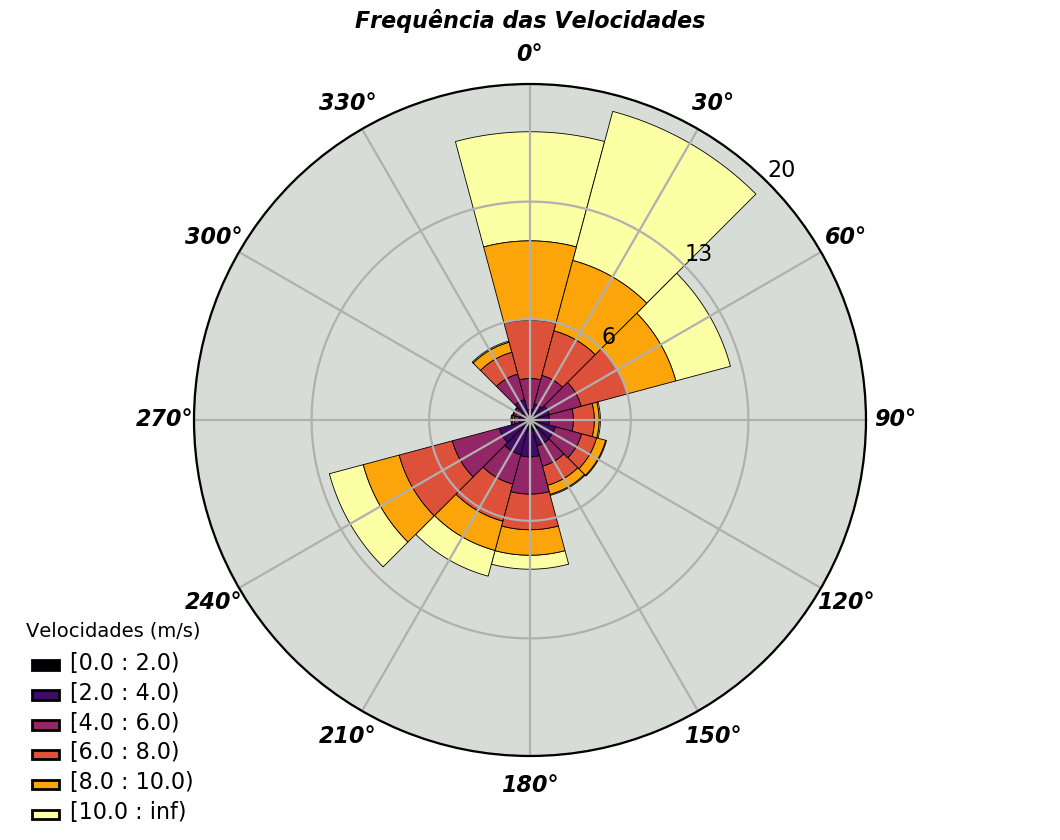 Frequência das Velocidades
0°
330°
30°
20
300°
60°
13
6
270°
90°
240°
120°
210°
150°
180°
Velocidades (m/s)
[0.0 : 2.0)
[2.0 : 4.0)
[4.0 : 6.0)
[6.0 : 8.0)
[8.0 : 10.0)
[10.0 : inf)